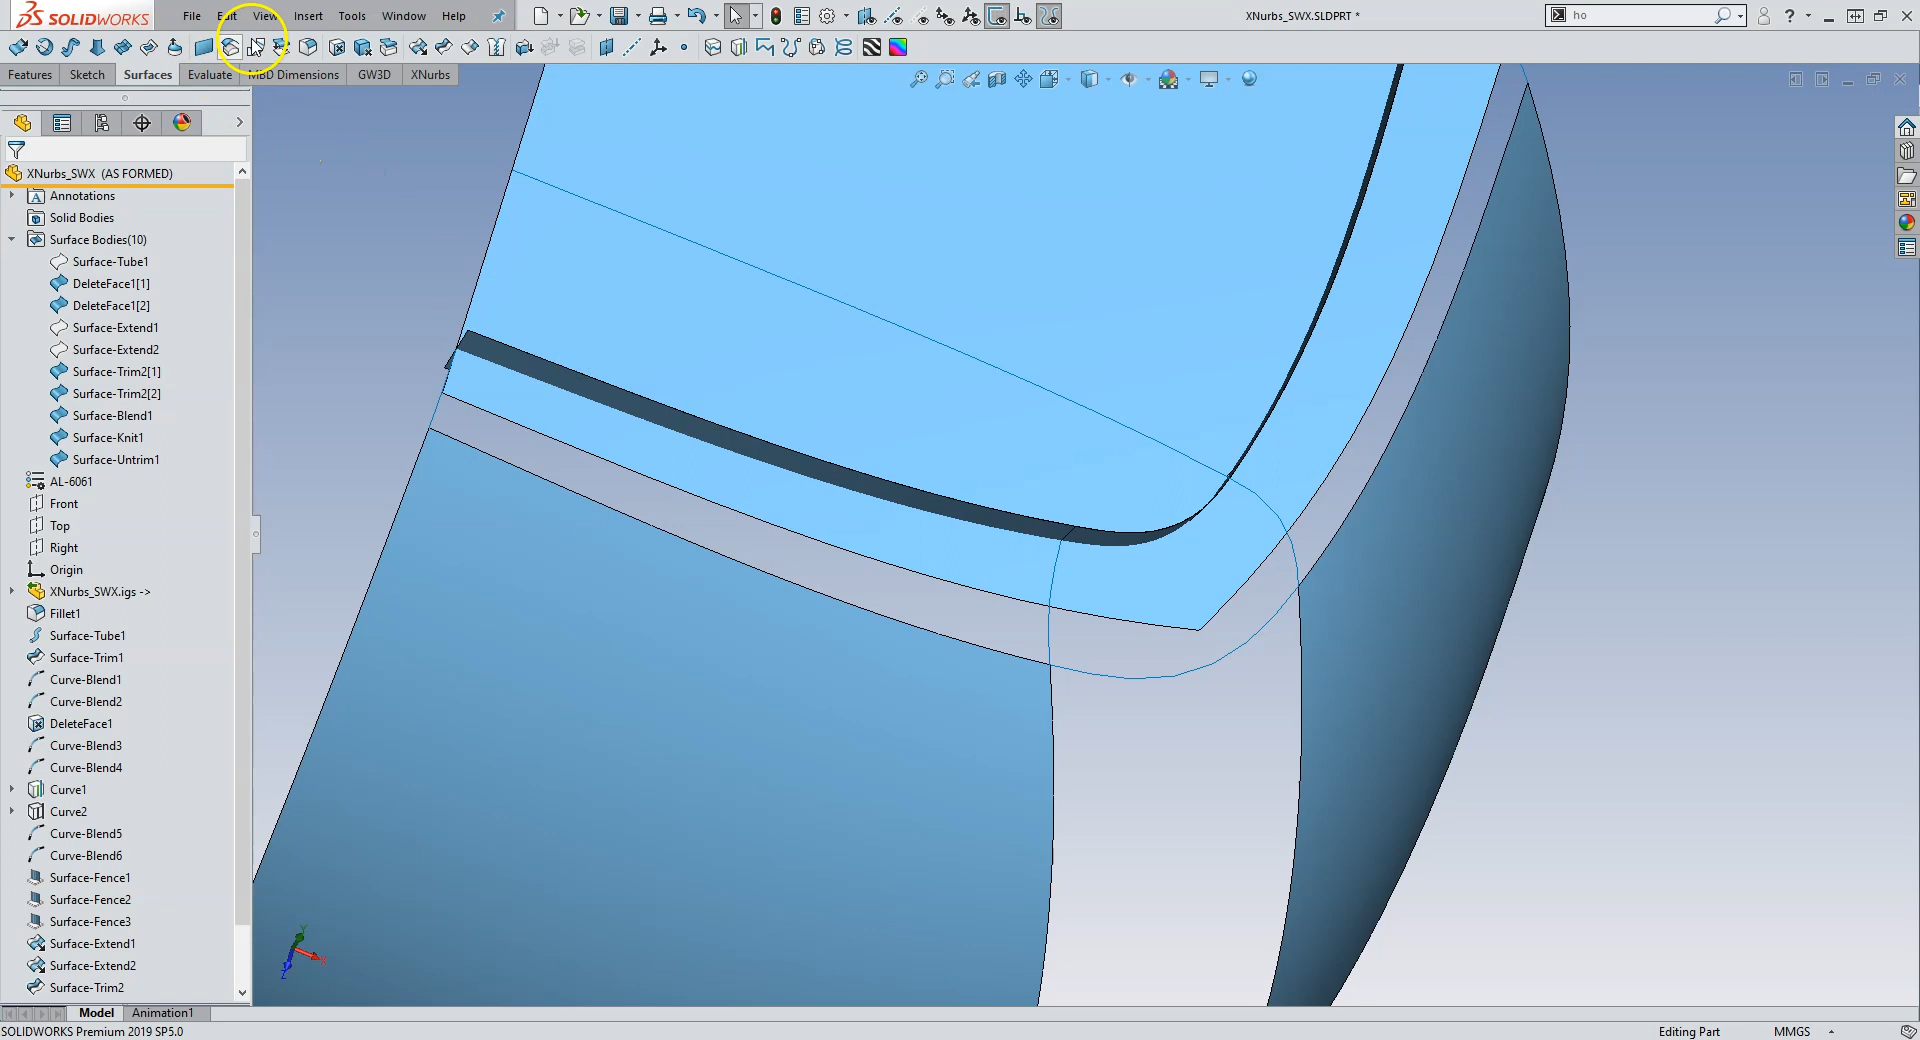 SOLIDWORKS File Edit View Insert Tools Window Help XNurbs_SWX.SLDPRT * ho ?
Features Sketch Surfaces Evaluate MBD Dimensions GW3D XNurbs
XNurbs_SWX (AS FORMED)
Annotations
Solid Bodies
Surface Bodies(10)
Surface-Tube1
DeleteFace1[1]
DeleteFace1[2]
Surface-Extend1
Surface-Extend2
Surface-Trim2[1]
Surface-Trim2[2]
Surface-Blend1
Surface-Knit1
Surface-Untrim1
AL-6061
Front
Top
Right
Origin
XNurbs_SWX.igs ->
Fillet1
Surface-Tube1
Surface-Trim1
Curve-Blend1
Curve-Blend2
DeleteFace1
Curve-Blend3
Curve-Blend4
Curve1
Curve2
Curve-Blend5
Curve-Blend6
Surface-Fence1
Surface-Fence2
Surface-Fence3
Surface-Extend1
Surface-Extend2
Surface-Trim2
Model Animation1
SOLIDWORKS Premium 2019 SP5.0 Editing Part MMGS